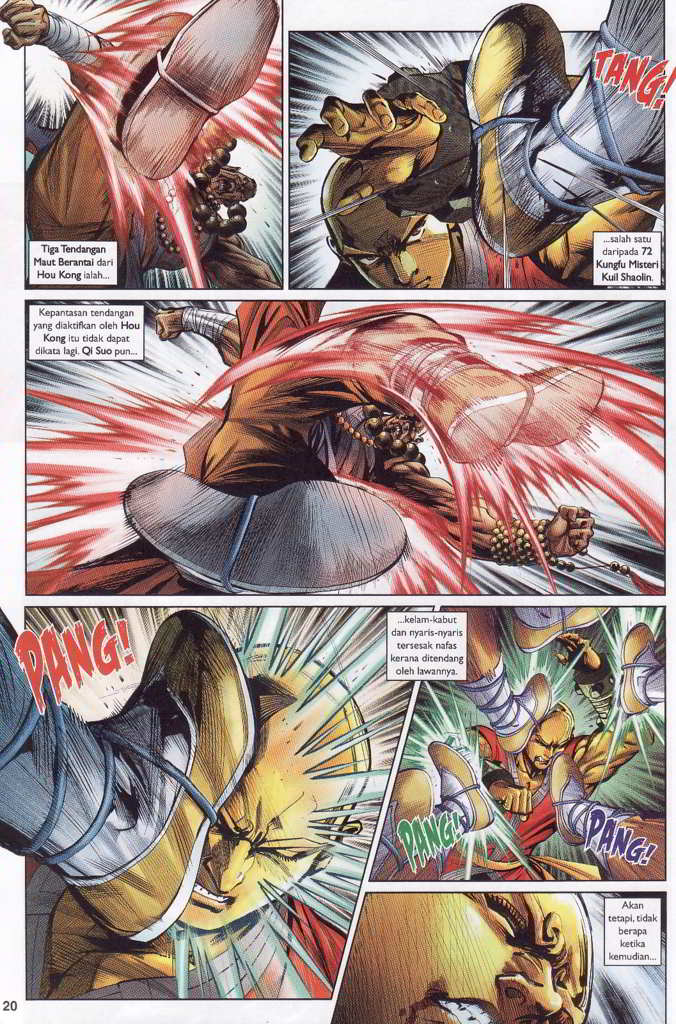 Tiga Tendangan
Maut Berantai dari
Hou Kong ialah...
TANG!
...salah satu
daripada 72
Kungfu Misteri
Kuil Shaolin.
Kepantasan tendangan
yang diaktifkan oleh Hou
Kong itu tidak dapat
dikata lagi. Qi Suo pun...
PANG!
...kelam-kabut
dan nyaris-nyaris
tersesak nafas
kerana ditendang
oleh lawannya.
PANG!
PANG!
Akan
tetapi, tidak
berapa
ketika
kemudian...
20